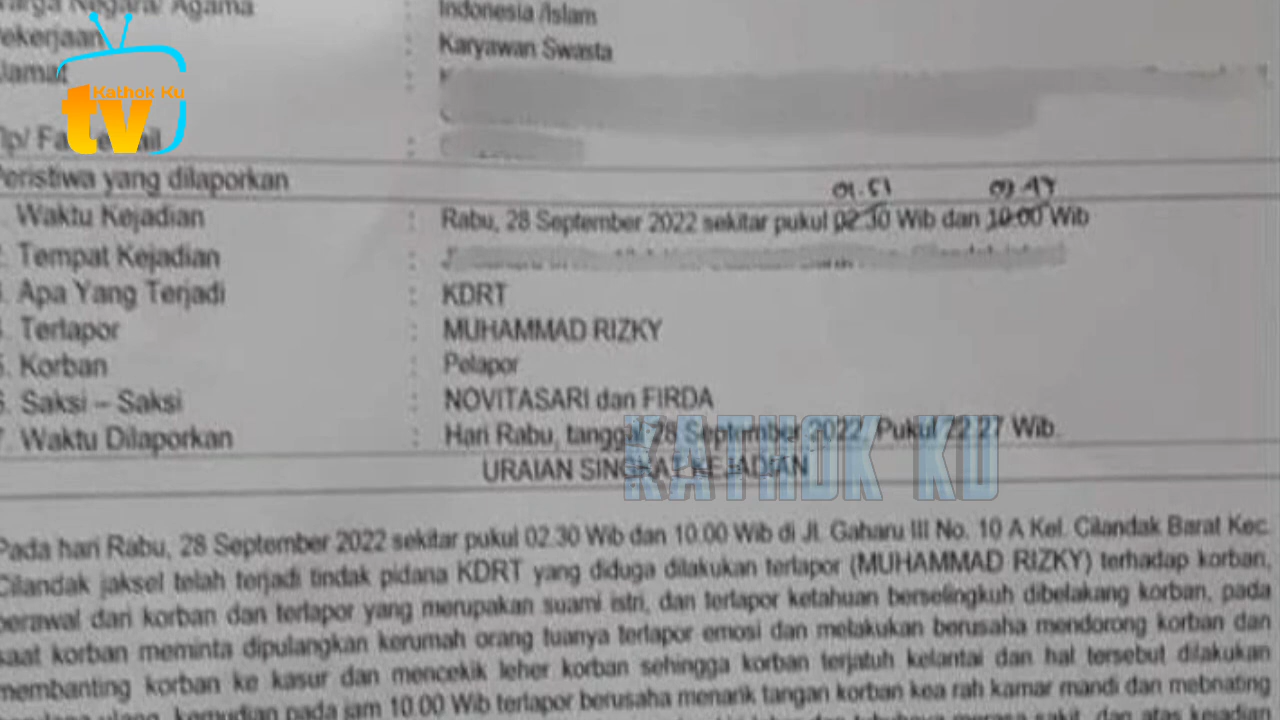 Warga Negara/ Agama : Indonesia /Islam
Pekerjaan : Karyawan Swasta
Alamat :
Kathok Ku
tv
Peristiwa yang dilaporkan
Waktu Kejadian : Rabu, 28 September 2022 sekitar pukul 02.30 Wib dan 10.00 Wib
2. Tempat Kejadian :
3. Apa Yang Terjadi : KDRT
4. Terlapor : MUHAMMAD RIZKY
5. Korban : Pelapor
6. Saksi – Saksi : NOVITASARI dan FIRDA
7. Waktu Dilaporkan : Hari Rabu, tanggal 28 September 2022, Pukul 22.27 Wib.
KATHOK KU
URAIAN SINGKAT KEJADIAN
Pada hari Rabu, 28 September 2022 sekitar pukul 02.30 Wib dan 10.00 Wib di Jl. Gaharu III No. 10 A Kel. Cilandak Barat Kec.
Cilandak jaksel telah terjadi tindak pidana KDRT yang diduga dilakukan terlapor (MUHAMMAD RIZKY) terhadap korban,
berawal dari korban dan terlapor yang merupakan suami istri, dan terlapor ketahuan berselingkuh dibelakang korban, pada
saat korban meminta dipulangkan kerumah orang tuanya terlapor emosi dan melakukan berusaha mendorong korban dan
membanting korban ke kasur dan mencekik leher korban sehingga korban terjatuh kelantai dan hal tersebut dilakukan
ulang, kemudian pada jam 10.00 Wib terlapor berusaha menarik tangan korban kea rah kamar mandi dan mebnating
sakit, dan atas kejadian